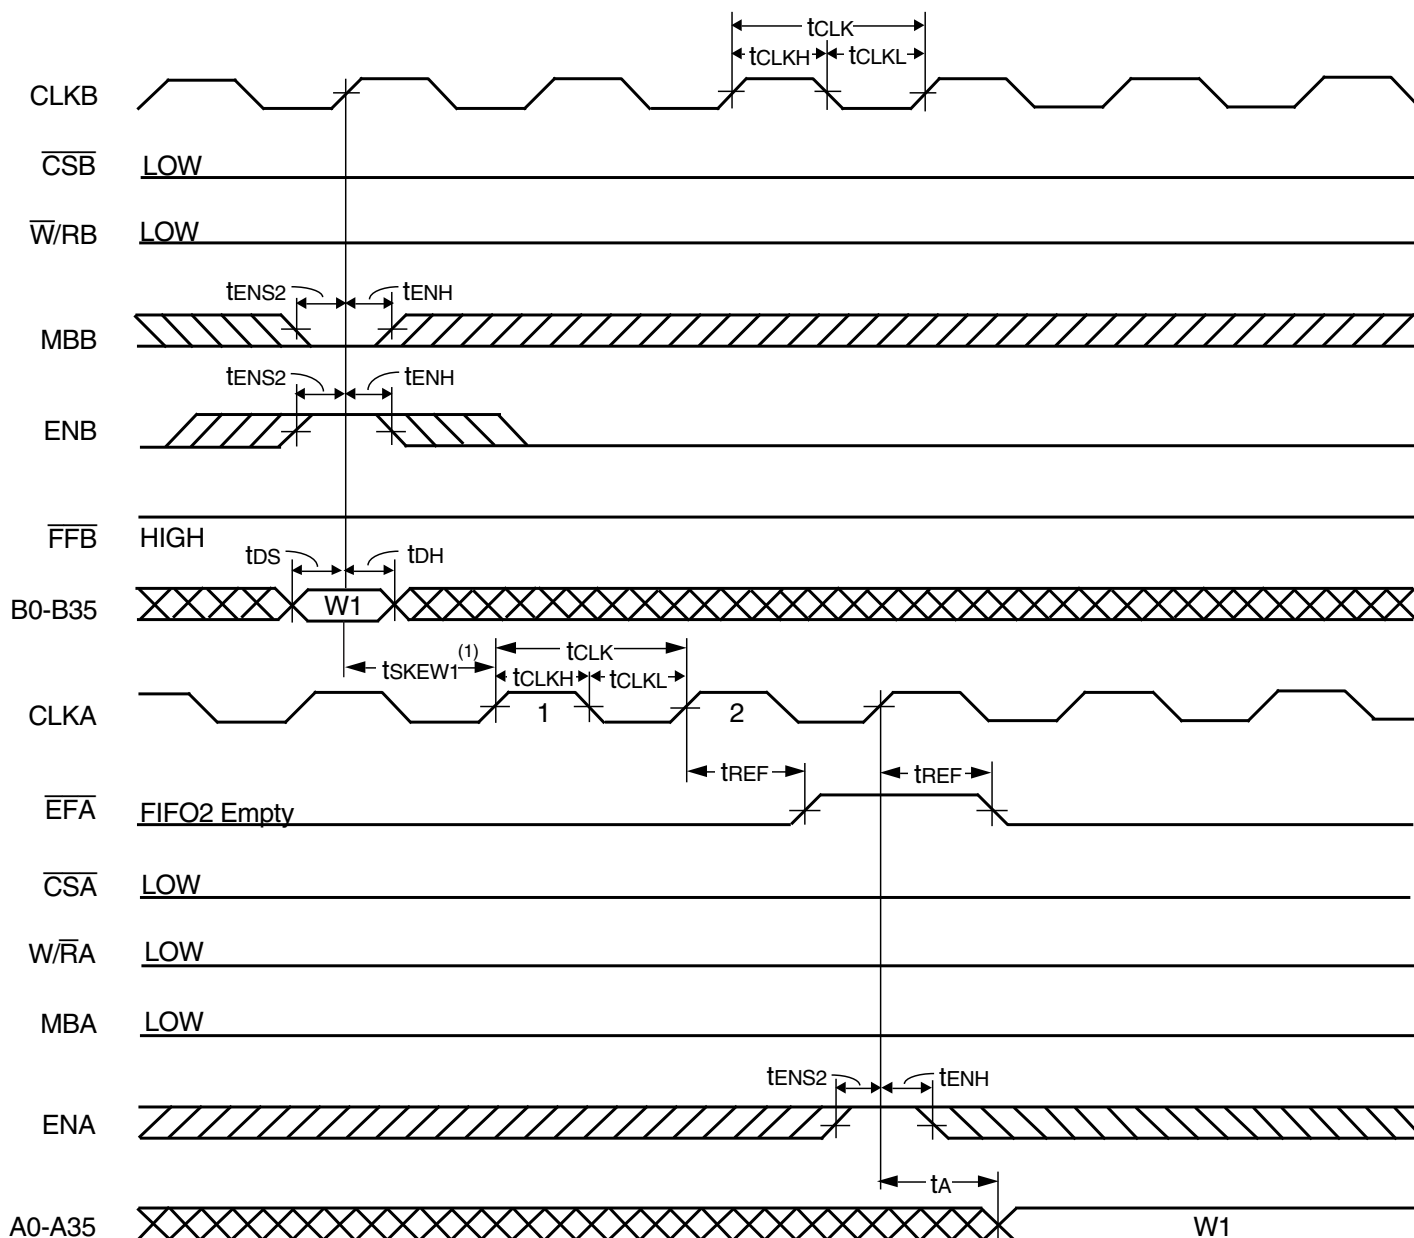 tCLK
tCLKH tCLKL
CLKB
CSB LOW
W/RB LOW
tENS2 tENH
MBB
tENS2 tENH
ENB
FFB HIGH
tDS tDH
B0-B35 W1
tSKEW1(1) tCLK
tCLKH tCLKL
CLKA 1 2
tREF tREF
EFA FIFO2 Empty
CSA LOW
W/RA LOW
MBA LOW
tENS2 tENH
ENA
tA
A0-A35 W1